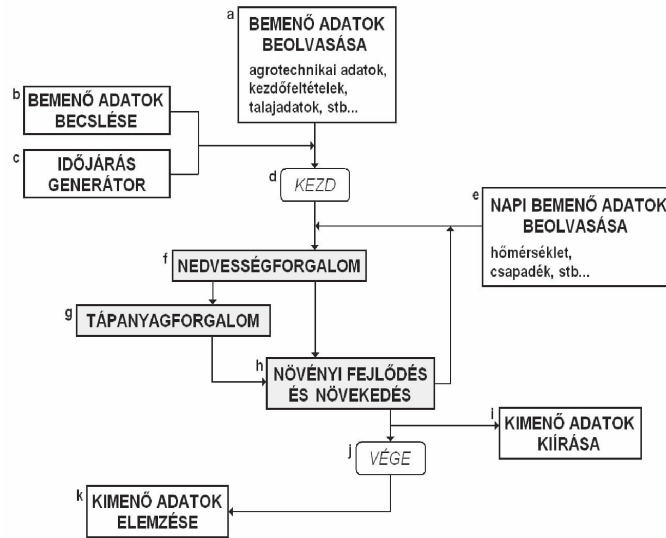 a
BEMENŐ ADATOK
BEOLVASÁSA
agrotechnikai adatok,
kezdőfeltételek,
talajadatok, stb...
b
BEMENŐ ADATOK
BECSLÉSE
c
IDŐJÁRÁS
GENERÁTOR
d
KEZD
e
NAPI BEMENŐ ADATOK
BEOLVASÁSA
hőmérséklet,
csapadék, stb...
f
NEDVESSÉGFORGALOM
g
TÁPANYAGFORGALOM
h
NÖVÉNYI FEJLŐDÉS
ÉS NÖVEKEDÉS
i
KIMENŐ ADATOK
KIÍRÁSA
j
VÉGE
k
KIMENŐ ADATOK
ELEMZÉSE